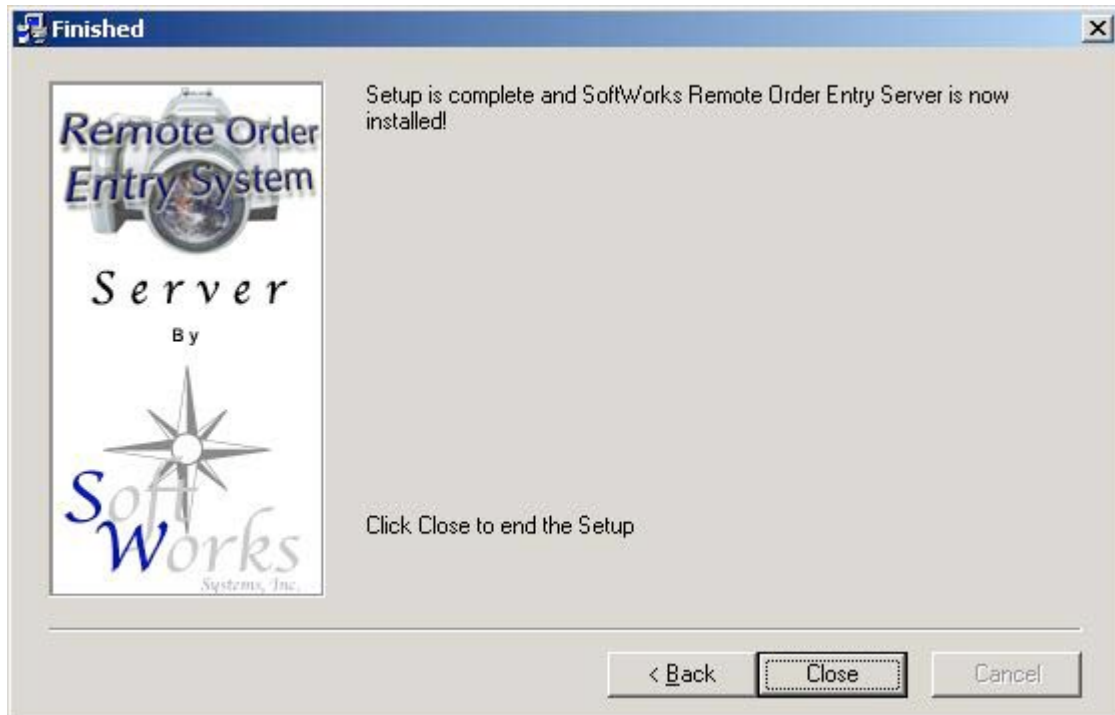 Finished
Remote Order
Entry System
Server
By
Soft
Works
Systems, Inc.
Setup is complete and SoftWorks Remote Order Entry Server is now
installed!
Click Close to end the Setup
< Back
Close
Cancel